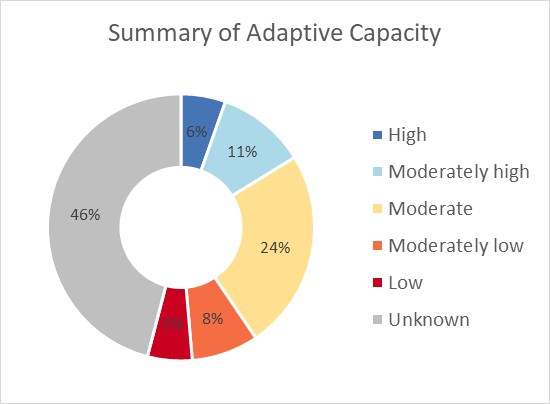 Summary of Adaptive Capacity
6%
11%
24%
8%
46%
High
Moderately high
Moderate
Moderately low
Low
Unknown